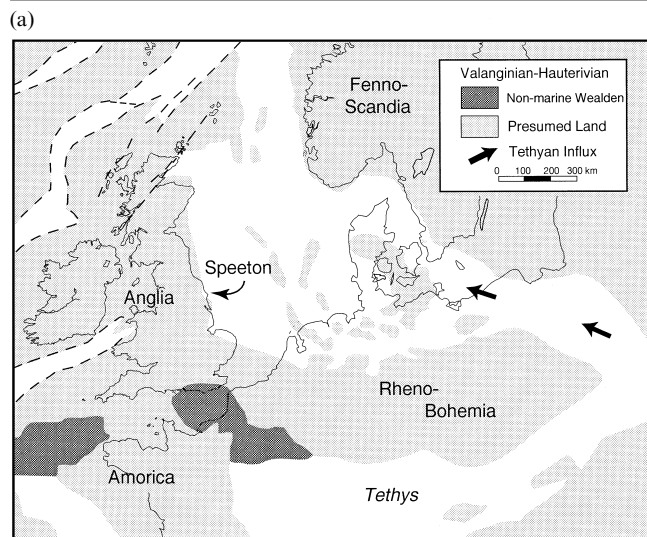 (a)
Valanginian-Hauterivian
Non-marine Wealden
Presumed Land
Tethyan Influx
0 100 200 300 km
Fenno-
Scandia
Speeton
Anglia
Rheno-
Bohemia
Amorica
Tethys